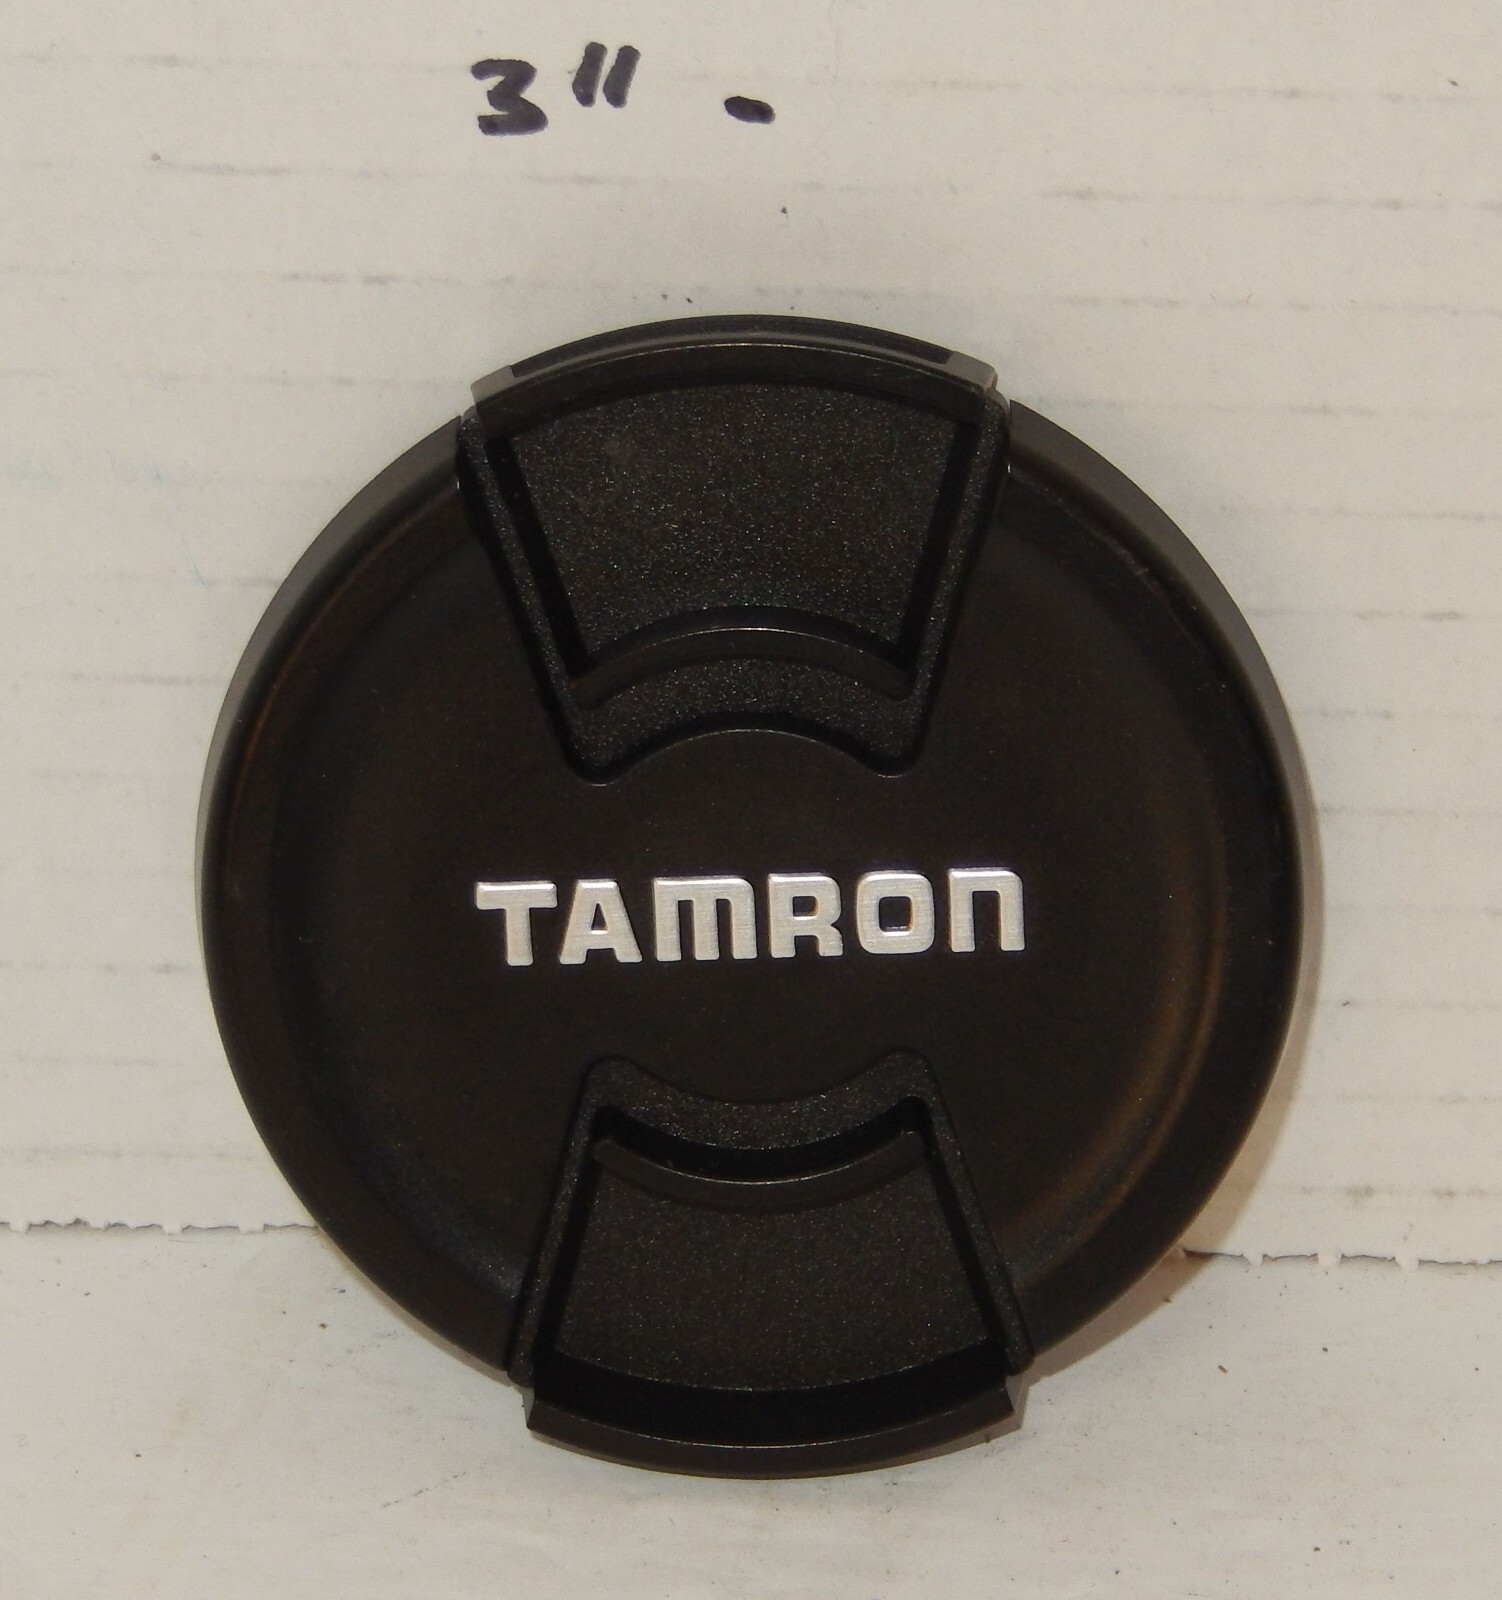 3" -
TAMRON